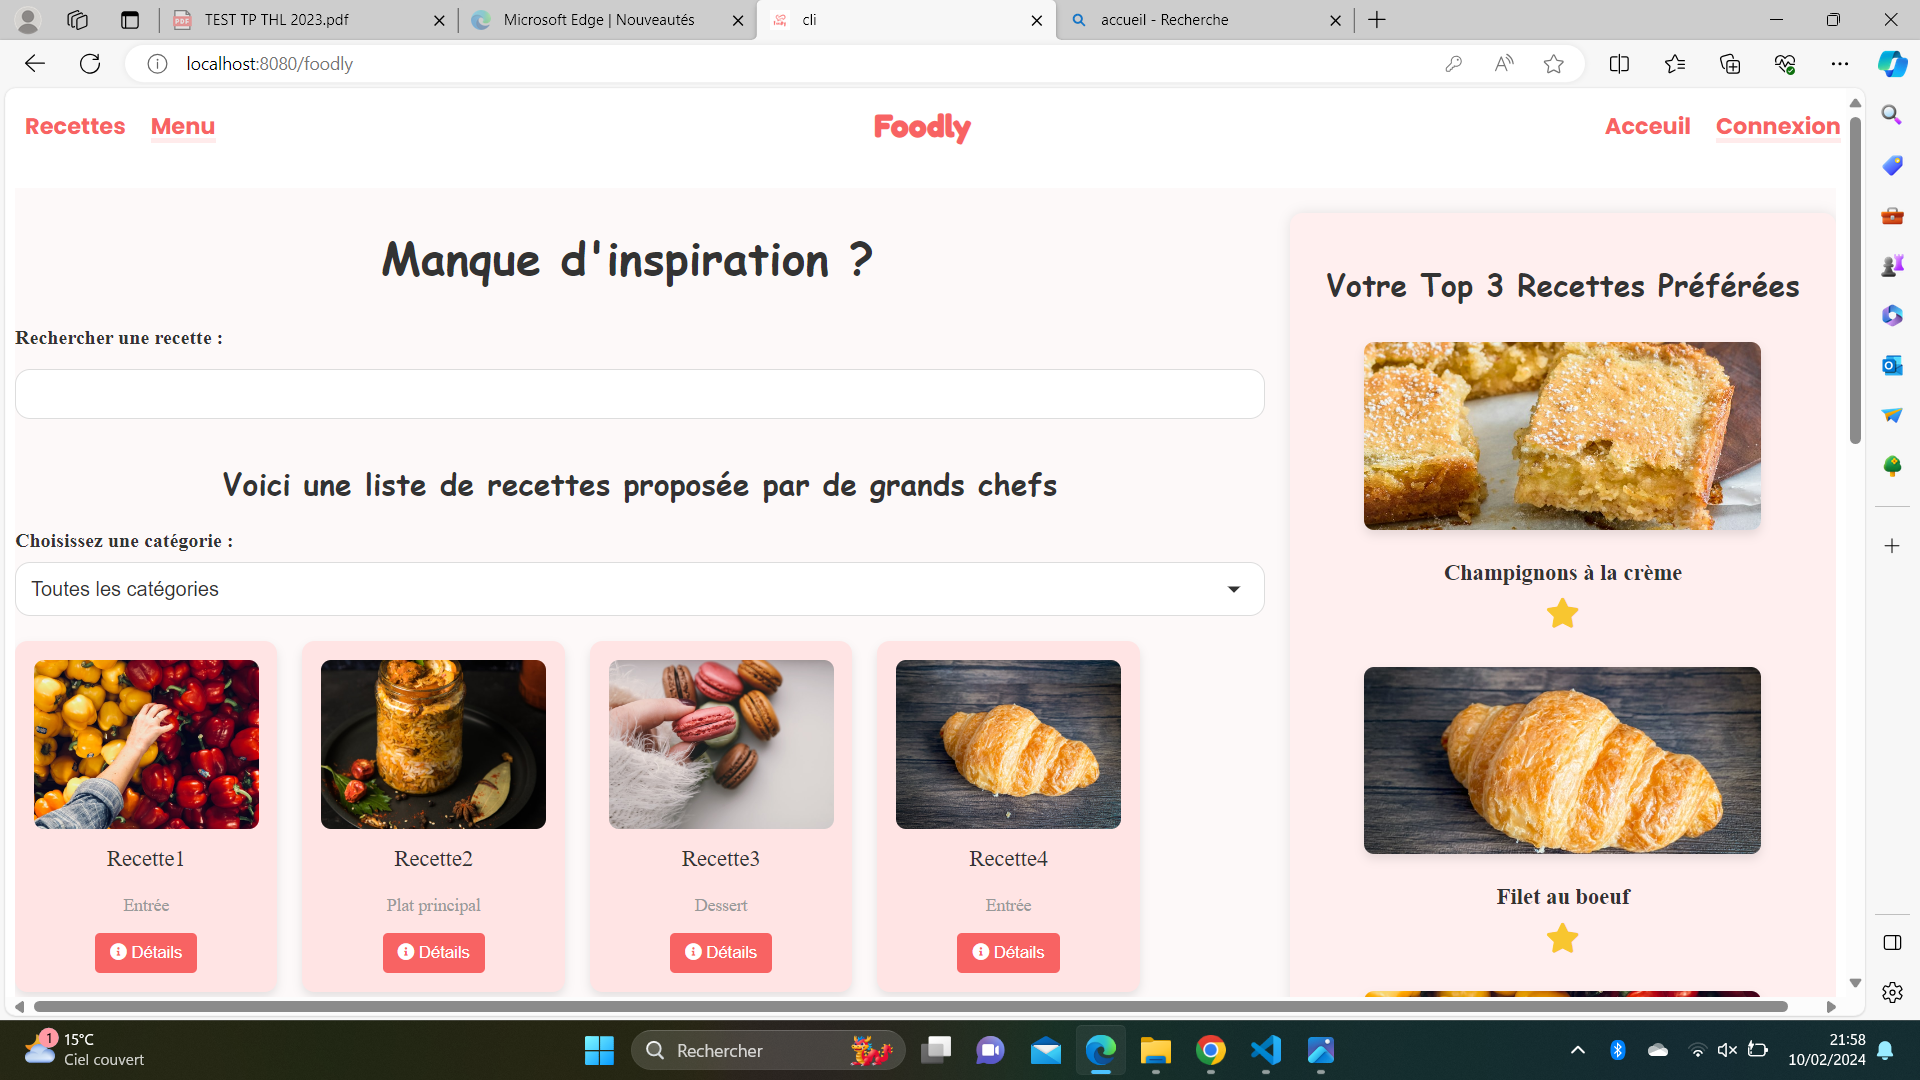 TEST TP THL 2023.pdf
Microsoft Edge | Nouveautés
cli
accueil - Recherche
localhost:8080/foodly
Recettes
Menu
Foodly
Acceuil
Connexion
Manque d'inspiration ?
Rechercher une recette :
Voici une liste de recettes proposée par de grands chefs
Choisissez une catégorie :
Toutes les catégories
Recette1
Entrée
Détails
Recette2
Plat principal
Détails
Recette3
Dessert
Détails
Recette4
Entrée
Détails
Votre Top 3 Recettes Préférées
Champignons à la crème
Filet au boeuf
1
15°C
Ciel couvert
Rechercher
21:58
10/02/2024